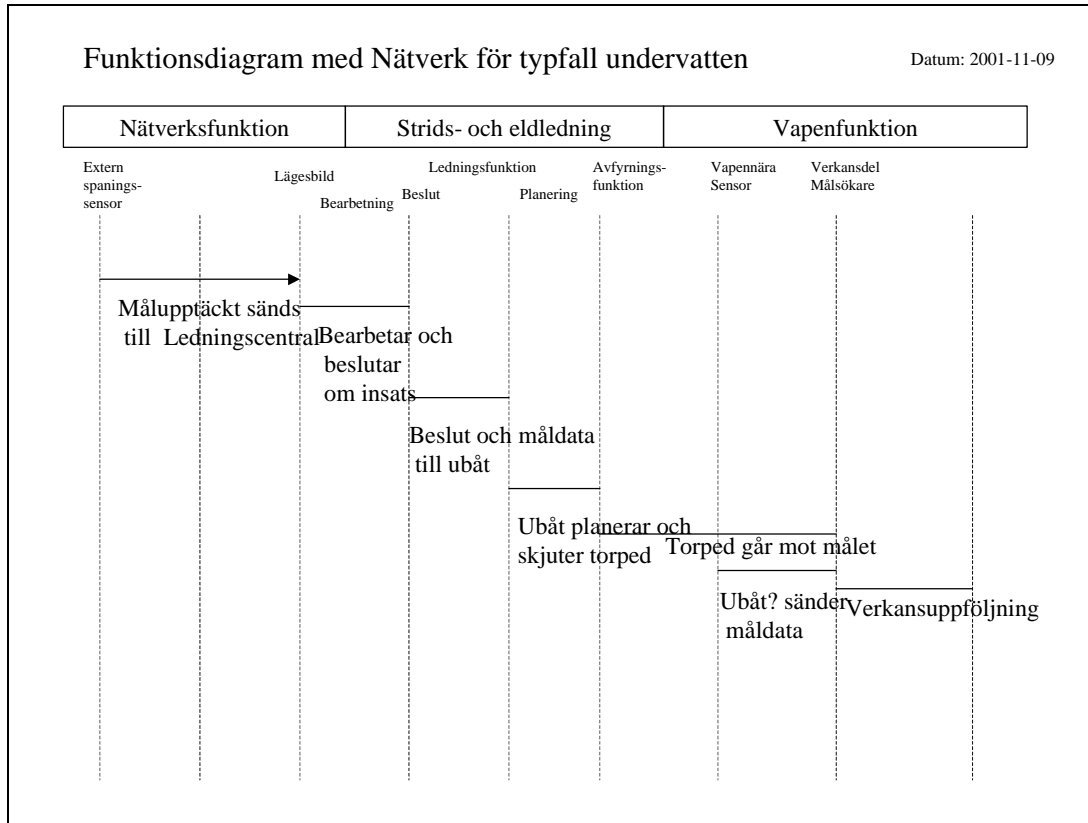 Funktionsdiagram med Nätverk för typfall undervatten
Datum: 2001-11-09
Nätverksfunktion
Strids- och eldledning
Vapenfunktion
Extern
spanings-
sensor
Lägesbild
Bearbetning
Beslut
Ledningsfunktion
Planering
Avfyrnings-
funktion
Vapennära
Sensor
Verkansdel
Målsökare
Målupptäckt sänds
till Ledningscentral
Bearbetar och
beslutar
om insats
Beslut och måldata
till ubåt
Ubåt planerar och
skjuter torped
Torped går mot målet
Ubåt? sänder
måldata
Verkansuppföljning